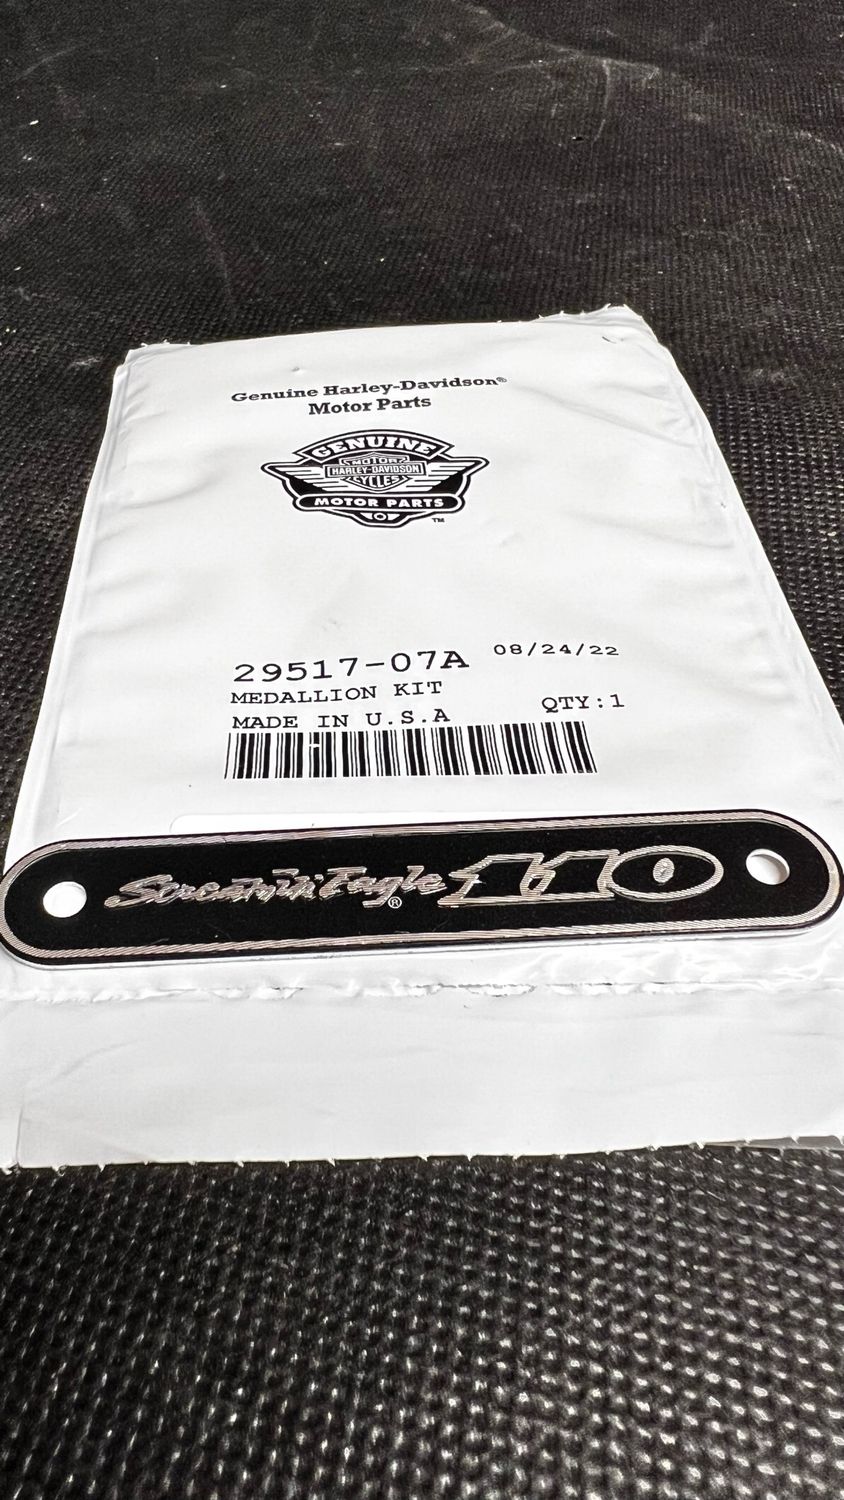 Genuine Harley-Davidson®
Motor Parts
GENUINE
MOTOR
HARLEY-DAVIDSON
CYCLES
MOTOR PARTS
™
29517-07A 08/24/22
MEDALLION KIT
MADE IN U.S.A QTY:1
Screamin' Eagle® 110